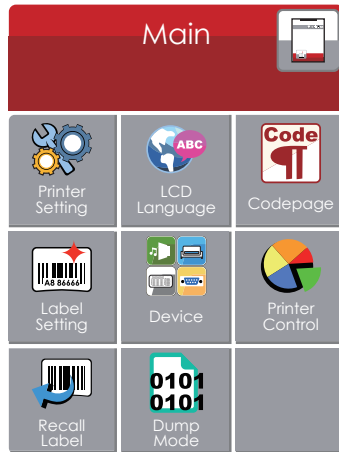 Main
Printer
Setting
ABC
LCD
Language
Code
Codepage
A8 86666
Label
Setting
Device
Printer
Control
Recall
Label
0101
0101
Dump
Mode